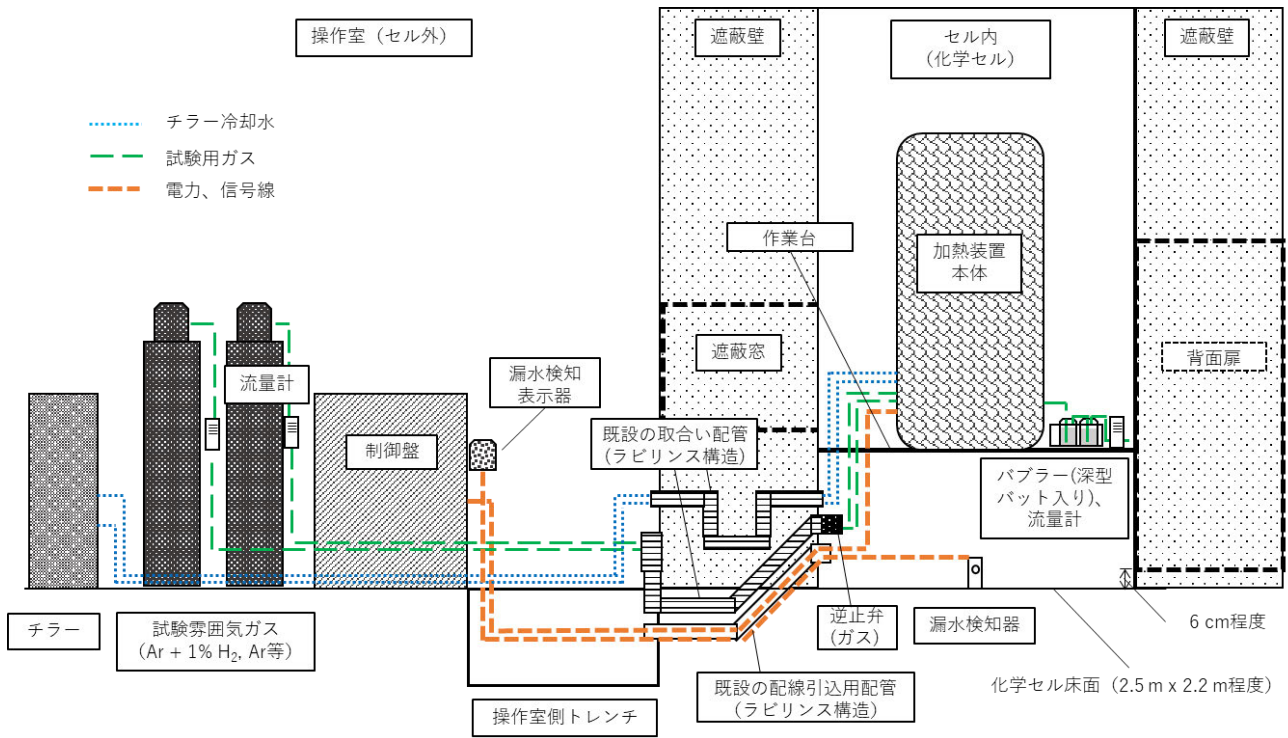 操作室（セル外）
遮蔽壁
セル内
(化学セル)
遮蔽壁
チラー冷却水
試験用ガス
電力、信号線
作業台
加熱装置
本体
遮蔽窓
背面扉
流量計
漏水検知
表示器
制御盤
既設の取合い配管
(ラビリンス構造)
バブラー(深型
バット入り)、
流量計
チラー
試験雰囲気ガス
（Ar + 1% H₂, Ar等）
逆止弁
(ガス)
漏水検知器
6 cm程度
操作室側トレンチ
既設の配線引込用配管
(ラビリンス構造)
化学セル床面（2.5 m x 2.2 m程度）